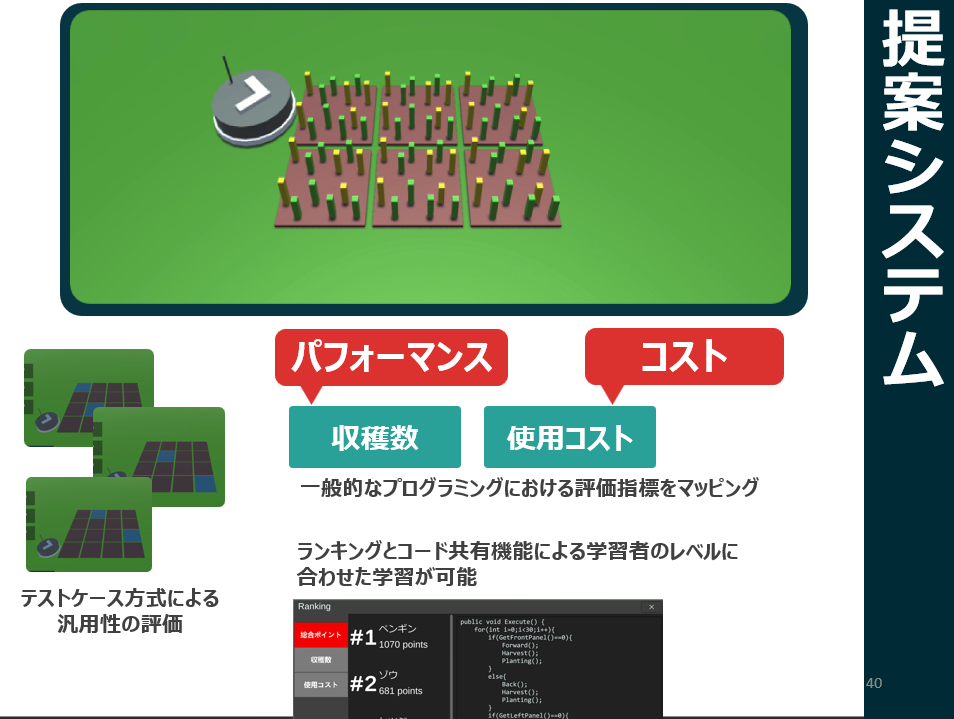 提案システム
パフォーマンス
コスト
収穫数
使用コスト
一般的なプログラミングにおける評価指標をマッピング
ランキングとコード共有機能による学習者のレベルに
合わせた学習が可能
テストケース方式による
汎用性の評価
Ranking
×
総合ポイント
収穫数
使用コスト
#1
ペンギン
1070 points
#2
ゾウ
681 points
public void Execute() {
for(int i=0;i<30;i++){
if(GetFrontPanel()==0){
Forward();
Harvest();
Planting();
}
else{
Back();
Harvest();
Planting();
}
if(GetLeftPanel()==0){
40